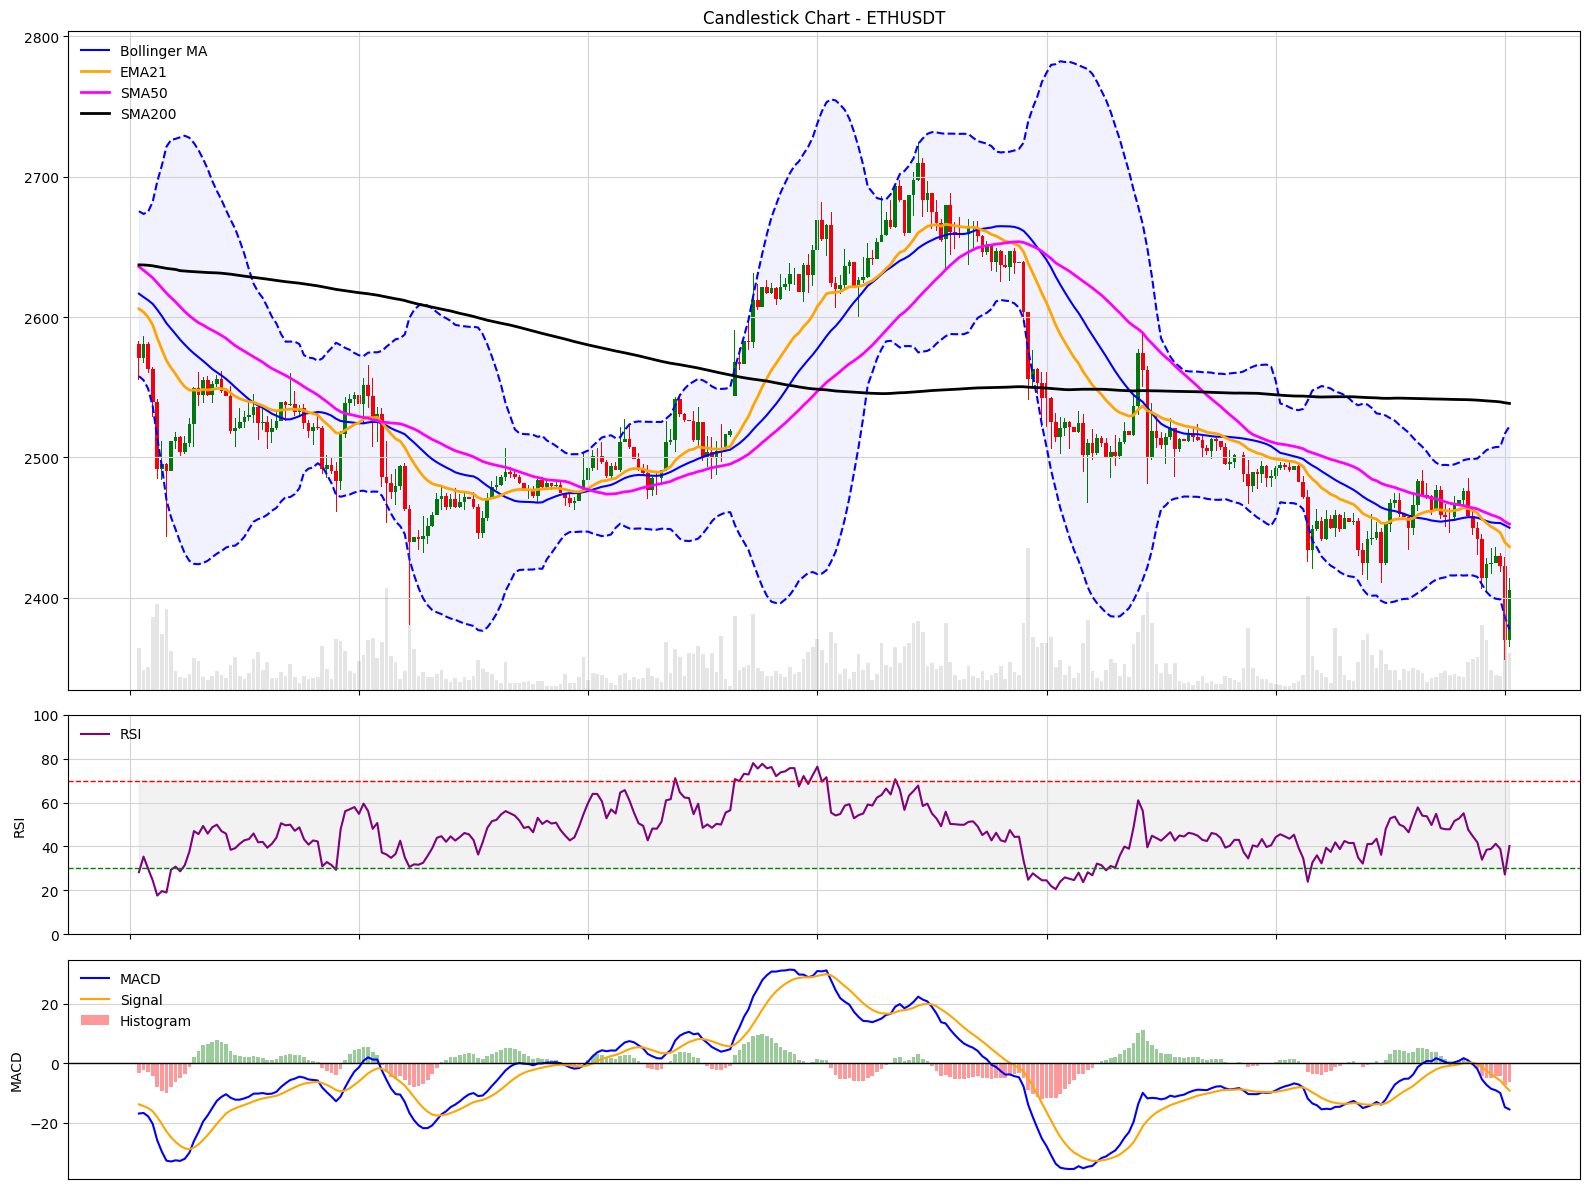 Candlestick Chart - ETHUSDT
2800
2700
2600
2500
2400
Bollinger MA
EMA21
SMA50
SMA200
100
80
60
40
20
0
RSI
RSI
20
0
−20
MACD
MACD
Signal
Histogram